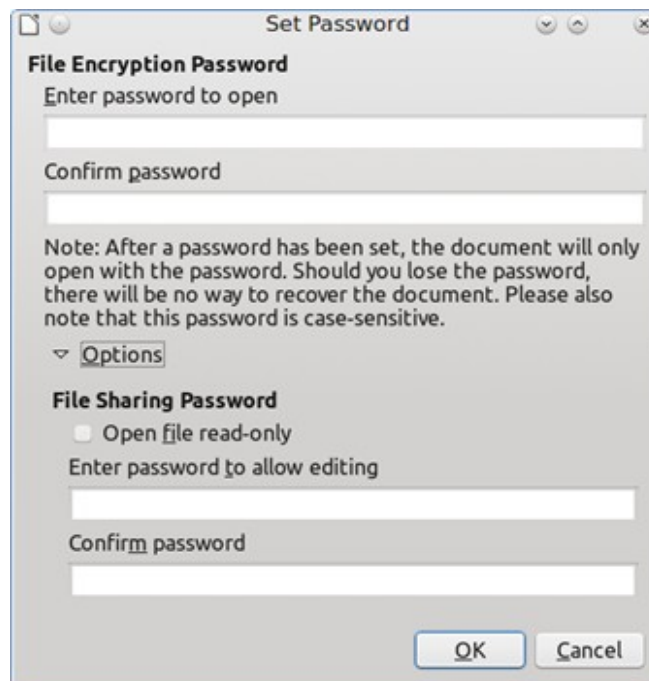 Set Password
File Encryption Password
Enter password to open
Confirm password
Note: After a password has been set, the document will only
open with the password. Should you lose the password,
there will be no way to recover the document. Please also
note that this password is case-sensitive.
Options
File Sharing Password
Open file read-only
Enter password to allow editing
Confirm password
OK Cancel